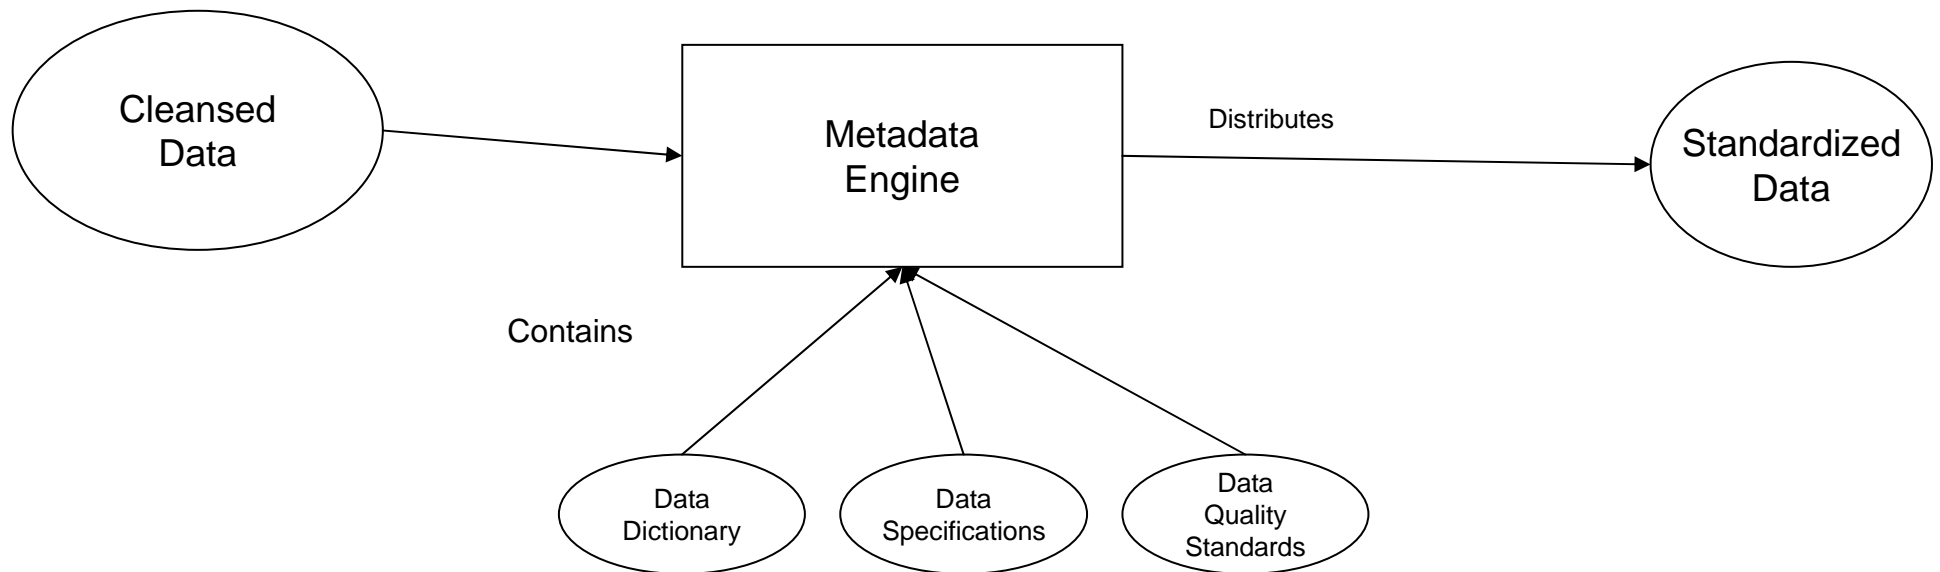 Cleansed
Data
Metadata
Engine
Distributes
Standardized
Data
Contains
Data
Dictionary
Data
Specifications
Data
Quality
Standards